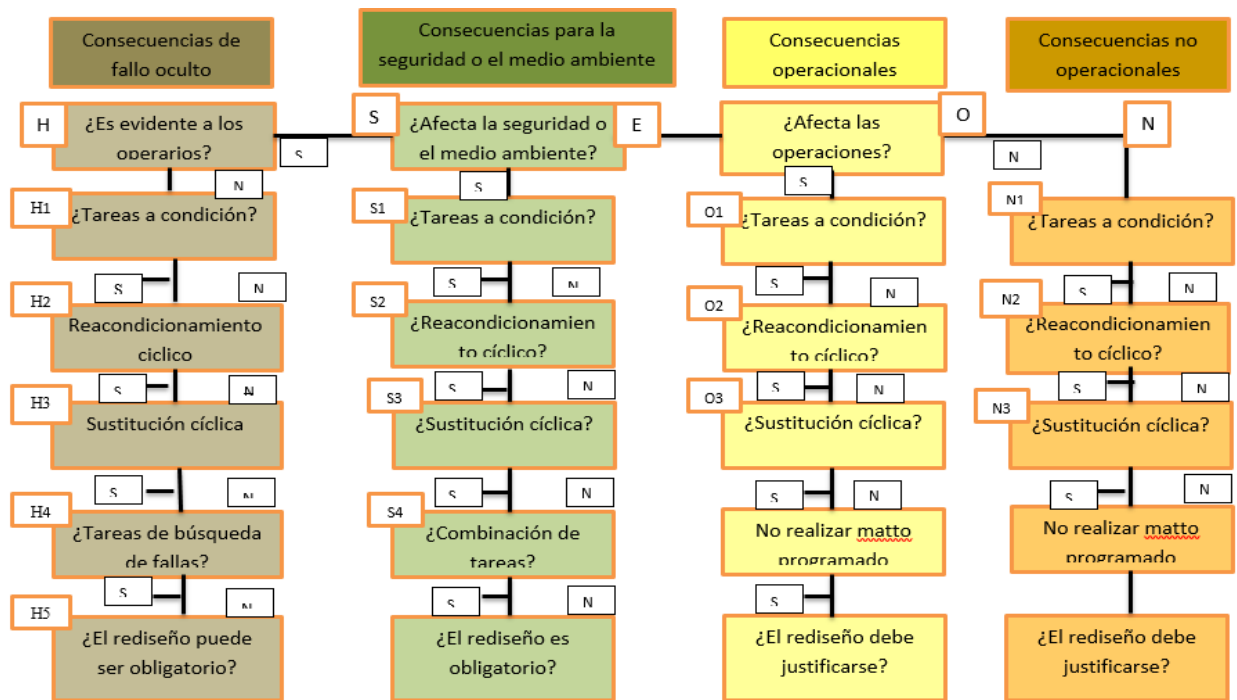 Consecuencias de
fallo oculto
Consecuencias para la
seguridad o el medio ambiente
Consecuencias
operacionales
Consecuencias no
operacionales
H
¿Es evidente a los
operarios?
S
S
¿Afecta la seguridad o
el medio ambiente?
E
¿Afecta las
operaciones?
O
N
N
N
S
S
H1
¿Tareas a condición?
S1
¿Tareas a condición?
O1
¿Tareas a condición?
N1
¿Tareas a condición?
S
N
S
N
S
N
S
N
H2
Reacondicionamiento
ciclico
S2
¿Reacondicionamien
to cíclico?
O2
¿Reacondicionamien
to cíclico?
N2
¿Reacondicionamien
to cíclico?
S
N
S
N
S
N
S
N
H3
Sustitución cíclica
S3
¿Sustitución cíclica?
O3
¿Sustitución cíclica?
N3
¿Sustitución cíclica?
S
N
S
N
S
N
S
N
H4
¿Tareas de búsqueda
de fallas?
S4
¿Combinación de
tareas?
No realizar matto
programado
No realizar matto
programado
S
N
S
N
S
H5
¿El rediseño puede
ser obligatorio?
¿El rediseño es
obligatorio?
¿El rediseño debe
justificarse?
¿El rediseño debe
justificarse?